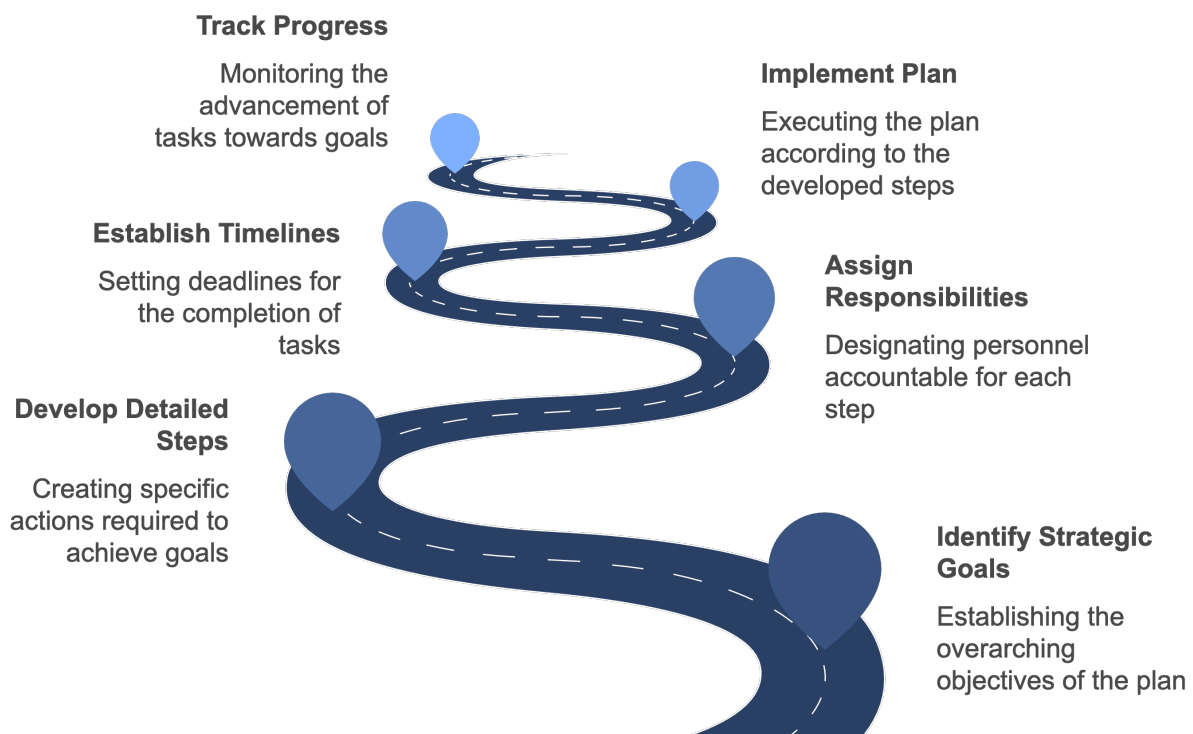 Track Progress
Monitoring the
advancement of
tasks towards goals
Implement Plan
Executing the plan
according to the
developed steps
Establish Timelines
Setting deadlines for
the completion of
tasks
Assign
Responsibilities
Designating personnel
accountable for each
step
Develop Detailed
Steps
Creating specific
actions required to
achieve goals
Identify Strategic
Goals
Establishing the
overarching
objectives of the plan